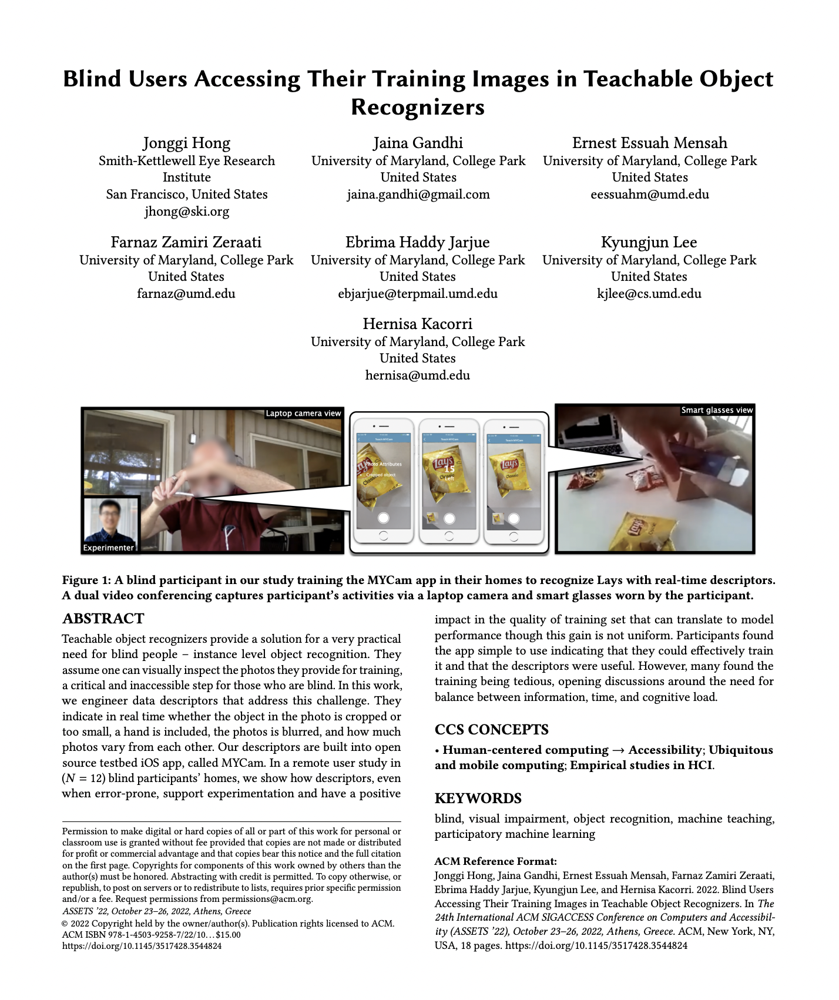 Blind Users Accessing Their Training Images in Teachable Object
Recognizers
Jonggi Hong
Smith-Kettlewell Eye Research
Institute
San Francisco, United States
jhong@ski.org
Jaina Gandhi
University of Maryland, College Park
United States
jaina.gandhi@gmail.com
Ernest Essuah Mensah
University of Maryland, College Park
United States
eessuahm@umd.edu
Farnaz Zamiri Zeraati
University of Maryland, College Park
United States
farnaz@umd.edu
Ebrima Haddy Jarjue
University of Maryland, College Park
United States
ebjarjue@terpmail.umd.edu
Kyungjun Lee
University of Maryland, College Park
United States
kjlee@cs.umd.edu
Hernisa Kacorri
University of Maryland, College Park
United States
hernisa@umd.edu
Laptop camera view
Experimenter
Teach MYCam
Lays
Photo Attributes
Cropped object
Classic
Teach MYCam
Lays
15
Classic
Left
Teach MYCam
Lays
Classic
Smart glasses view
Lays
Figure 1: A blind participant in our study training the MYCam app in their homes to recognize Lays with real-time descriptors.
A dual video conferencing captures participant's activities via a laptop camera and smart glasses worn by the participant.
ABSTRACT
Teachable object recognizers provide a solution for a very practical
need for blind people – instance level object recognition. They
assume one can visually inspect the photos they provide for training,
a critical and inaccessible step for those who are blind. In this work,
we engineer data descriptors that address this challenge. They
indicate in real time whether the object in the photo is cropped or
too small, a hand is included, the photos is blurred, and how much
photos vary from each other. Our descriptors are built into open
source testbed iOS app, called MYCam. In a remote user study in
(N = 12) blind participants' homes, we show how descriptors, even
when error-prone, support experimentation and have a positive
impact in the quality of training set that can translate to model
performance though this gain is not uniform. Participants found
the app simple to use indicating that they could effectively train
it and that the descriptors were useful. However, many found the
training being tedious, opening discussions around the need for
balance between information, time, and cognitive load.
CCS CONCEPTS
• Human-centered computing → Accessibility; Ubiquitous
and mobile computing; Empirical studies in HCI.
KEYWORDS
blind, visual impairment, object recognition, machine teaching,
participatory machine learning
ACM Reference Format:
Jonggi Hong, Jaina Gandhi, Ernest Essuah Mensah, Farnaz Zamiri Zeraati,
Ebrima Haddy Jarjue, Kyungjun Lee, and Hernisa Kacorri. 2022. Blind Users
Accessing Their Training Images in Teachable Object Recognizers. In The
24th International ACM SIGACCESS Conference on Computers and Accessibil-
ity (ASSETS '22), October 23–26, 2022, Athens, Greece. ACM, New York, NY,
USA, 18 pages. https://doi.org/10.1145/3517428.3544824
Permission to make digital or hard copies of all or part of this work for personal or
classroom use is granted without fee provided that copies are not made or distributed
for profit or commercial advantage and that copies bear this notice and the full citation
on the first page. Copyrights for components of this work owned by others than the
author(s) must be honored. Abstracting with credit is permitted. To copy otherwise, or
republish, to post on servers or to redistribute to lists, requires prior specific permission
and/or a fee. Request permissions from permissions@acm.org.
ASSETS '22, October 23–26, 2022, Athens, Greece
© 2022 Copyright held by the owner/author(s). Publication rights licensed to ACM.
ACM ISBN 978-1-4503-9258-7/22/10...$15.00
https://doi.org/10.1145/3517428.3544824